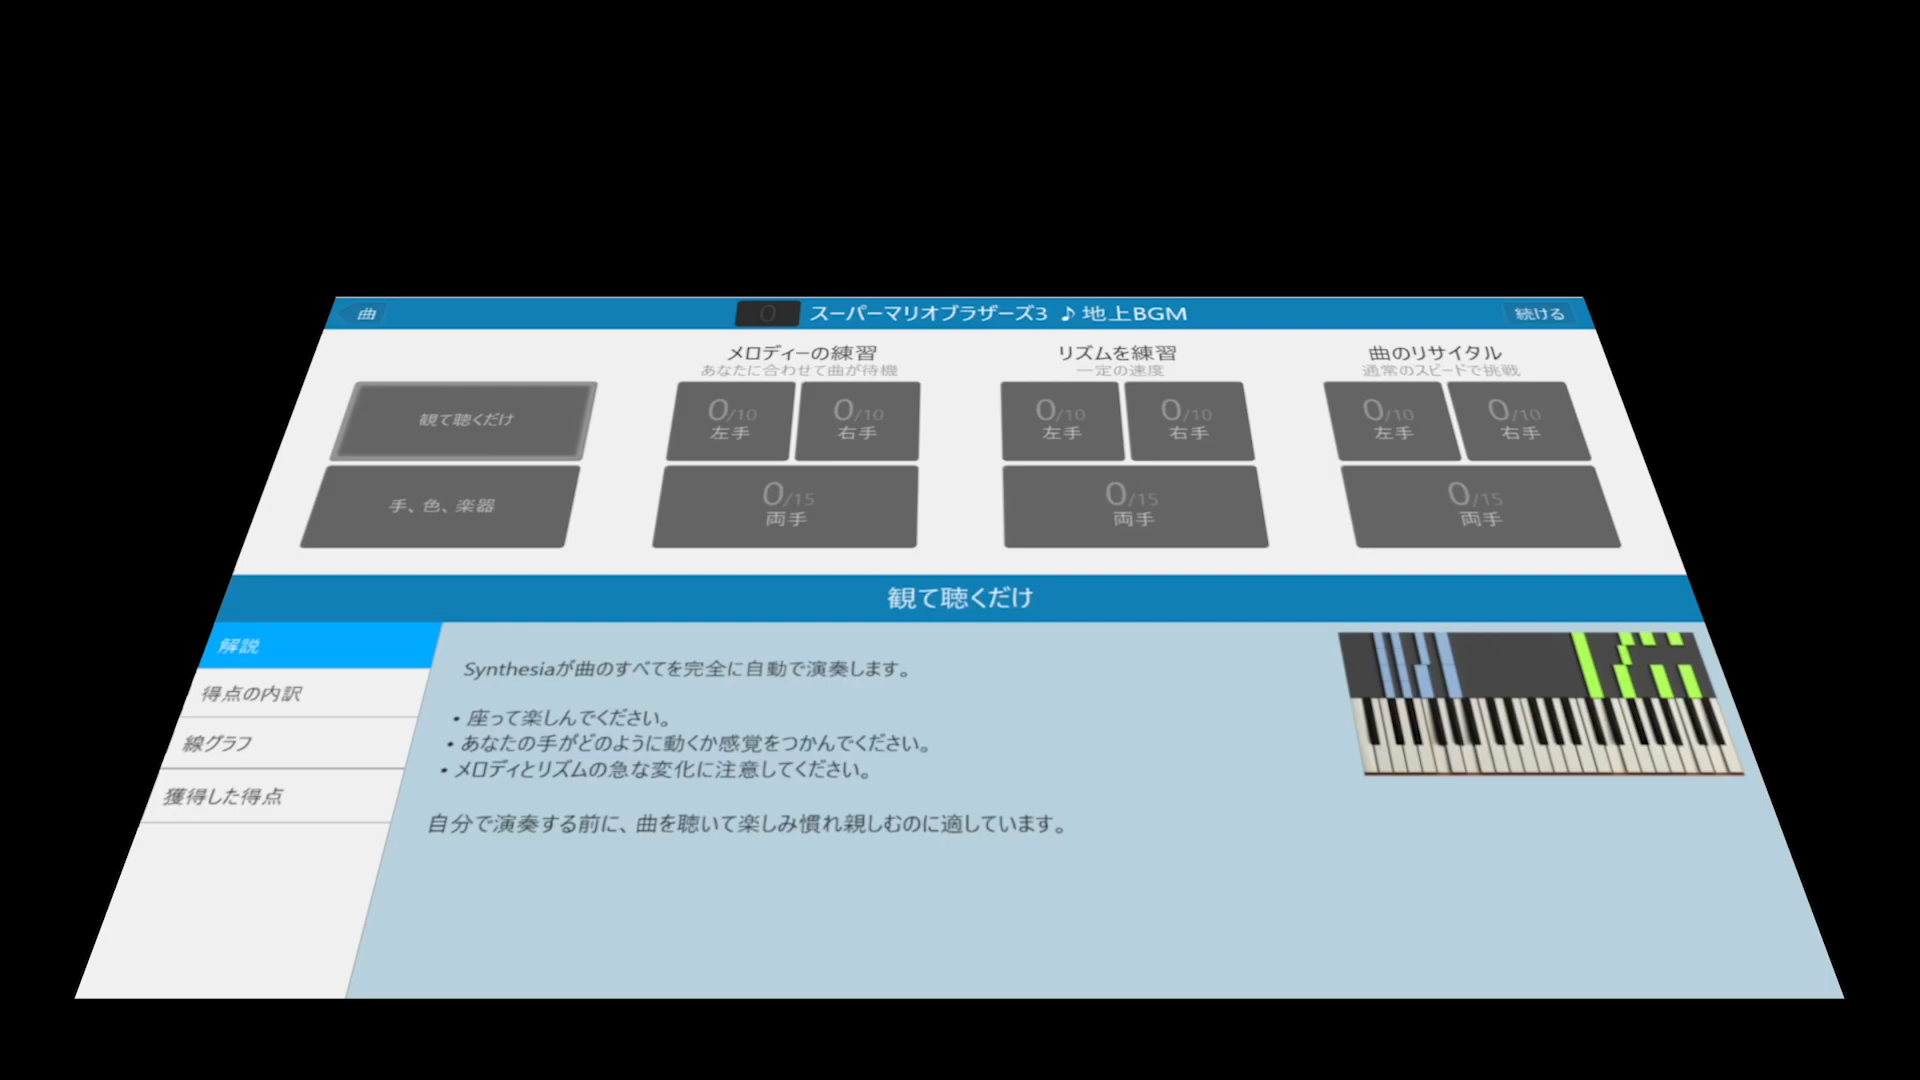 曲
0 スーパーマリオブラザーズ3 ♪ 地上BGM
続ける
メロディーの練習
あなたに合わせて曲が待機
リズムを練習
一定の速度
曲のリサイタル
通常のスピードで挑戦
観て聴くだけ
0/10
左手
0/10
右手
0/10
左手
0/10
右手
0/10
左手
0/10
右手
手、色、楽器
0/15
両手
0/15
両手
0/15
両手
観て聴くだけ
解説
得点の内訳
線グラフ
獲得した得点
Synthesiaが曲のすべてを完全に自動で演奏します。
• 座って楽しんでください。
• あなたの手がどのように動くか感覚をつかんでください。
• メロディとリズムの急な変化に注意してください。
自分で演奏する前に、曲を聴いて楽しみ慣れ親しむのに適しています。